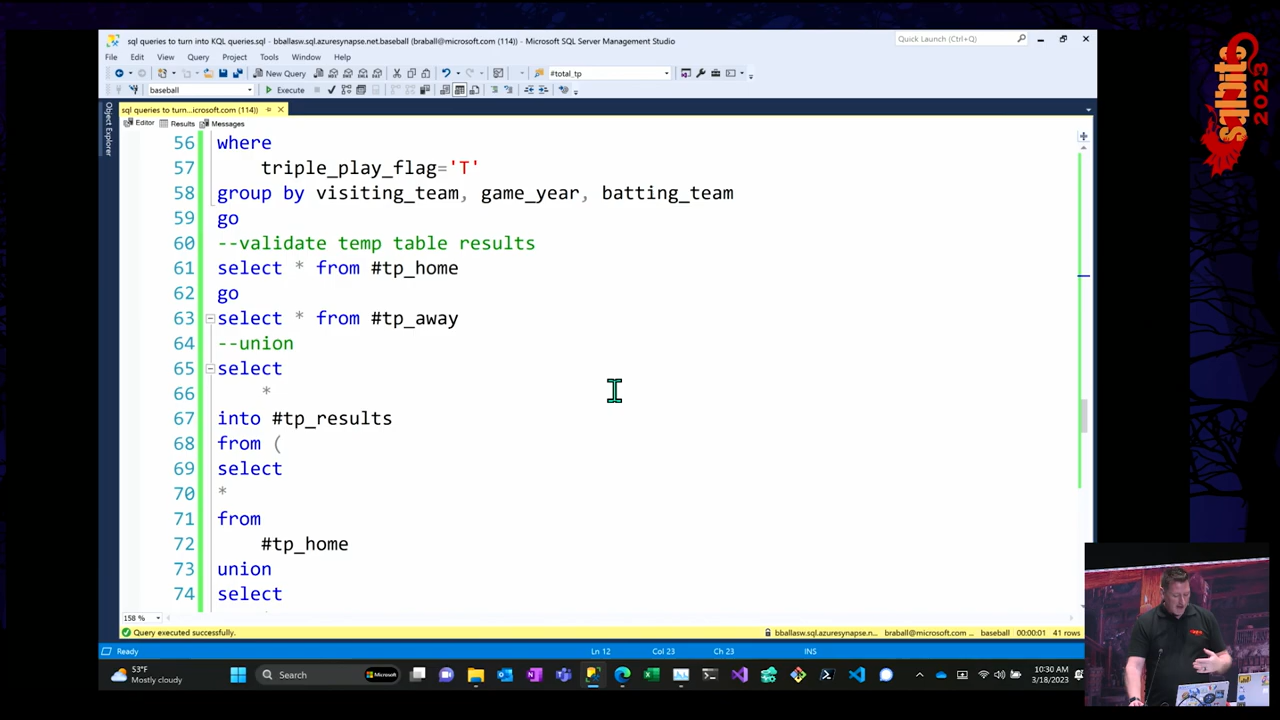 sql queries to turn into KQL queries.sql - bballasw.sql.azuresynapse.net.baseball (braball@microsoft.com (114)) - Microsoft SQL Server Management Studio
Quick Launch (Ctrl+Q)
File Edit View Query Project Tools Window Help
New Query
#total_tp
baseball
Execute
sql queries to turn...icrosoft.com (114))
Object Explorer
Editor Results Messages
56 where
57 triple_play_flag='T'
58 group by visiting_team, game_year, batting_team
59 go
60 --validate temp table results
61 select * from #tp_home
62 go
63 select * from #tp_away
64 --union
65 select
66 *
67 into #tp_results
68 from (
69 select
70 *
71 from
72 #tp_home
73 union
74 select
158 %
Query executed successfully.
bballasw.sql.azuresynapse.n... braball@microsoft.com ... baseball 00:00:01 41 rows
Ready
Ln 12 Col 23 Ch 23 INS
53°F
Mostly cloudy
Search
Microsoft
10:30 AM
3/18/2023
sqlbits
2023